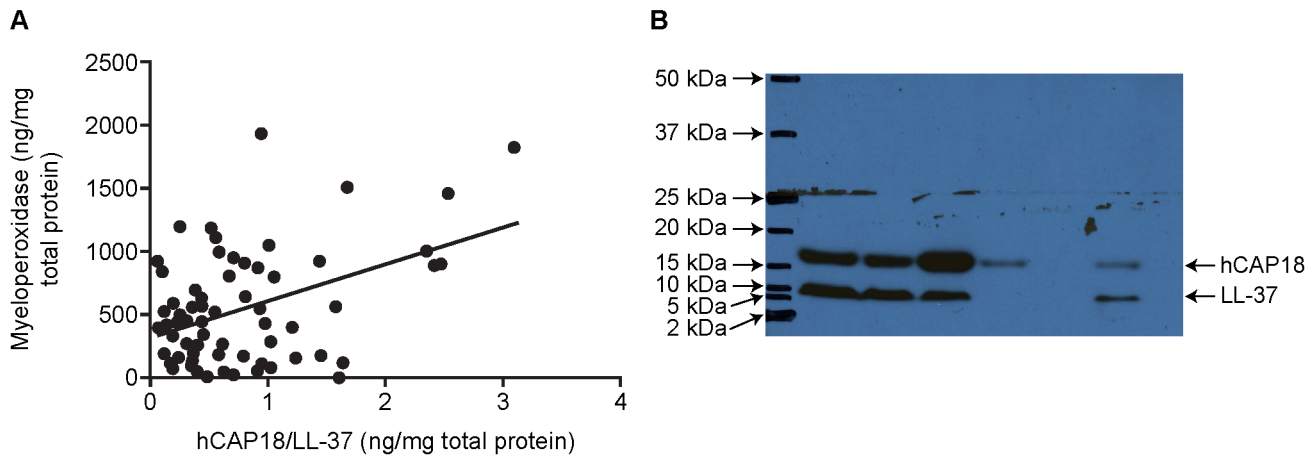 A
Myeloperoxidase (ng/mg
total protein)
2500
2000
1500
1000
500
0
0 1 2 3 4
hCAP18/LL-37 (ng/mg total protein)
B
50 kDa
37 kDa
25 kDa
20 kDa
15 kDa
10 kDa
5 kDa
2 kDa
hCAP18
LL-37